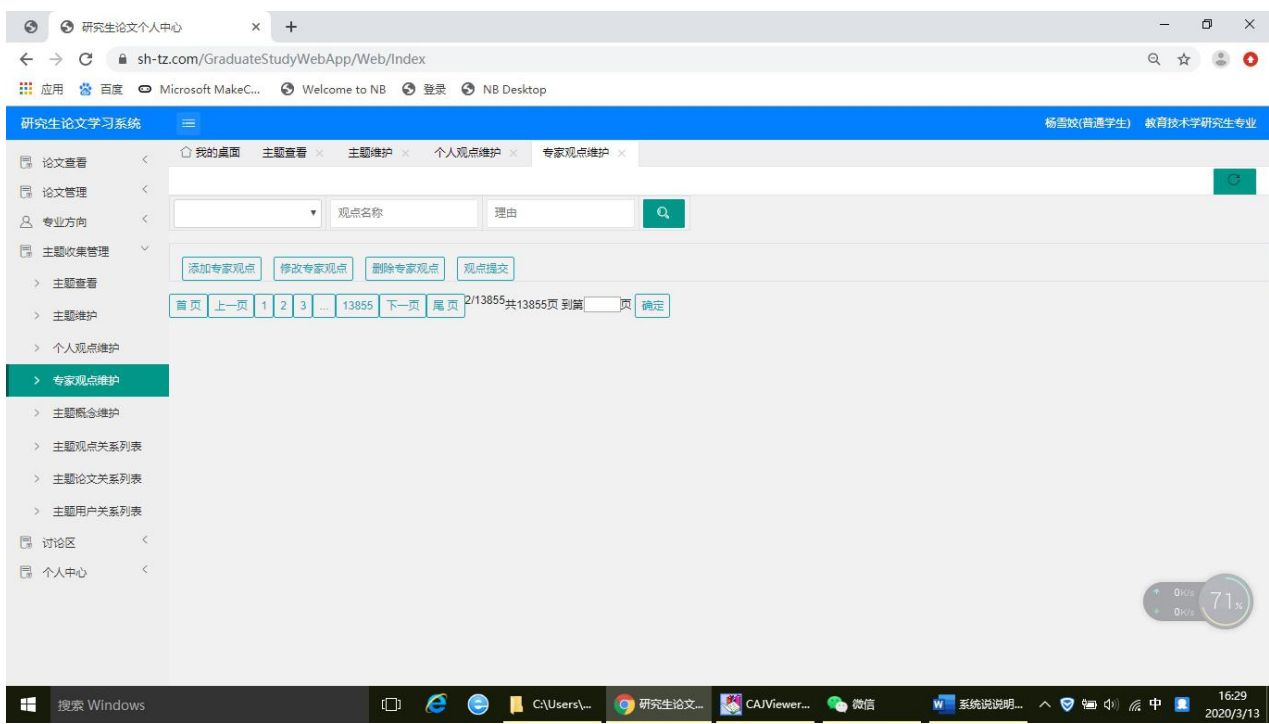 研究生论文个人中心
sh-tz.com/GraduateStudyWebApp/Web/Index
应用 百度 Microsoft MakeC... Welcome to NB 登录 NB Desktop
研究生论文学习系统 杨雪姣(普通学生) 教育技术学研究生专业
我的桌面 主题查看 主题维护 个人观点维护 专家观点维护
论文查看
论文管理
专业方向
主题收集管理
主题查看
主题维护
个人观点维护
专家观点维护
主题概念维护
主题观点关系列表
主题论文关系列表
主题用户关系列表
讨论区
个人中心
观点名称 理由
添加专家观点 修改专家观点 删除专家观点 观点提交
首页 上一页 1 2 3 ... 13855 下一页 尾页 2/13855共13855页 到第 页 确定
0K/s
0K/s
71%
搜索 Windows C:\Users\... 研究生论文... CAJViewer... 微信 系统说说明... 中 16:29
2020/3/13